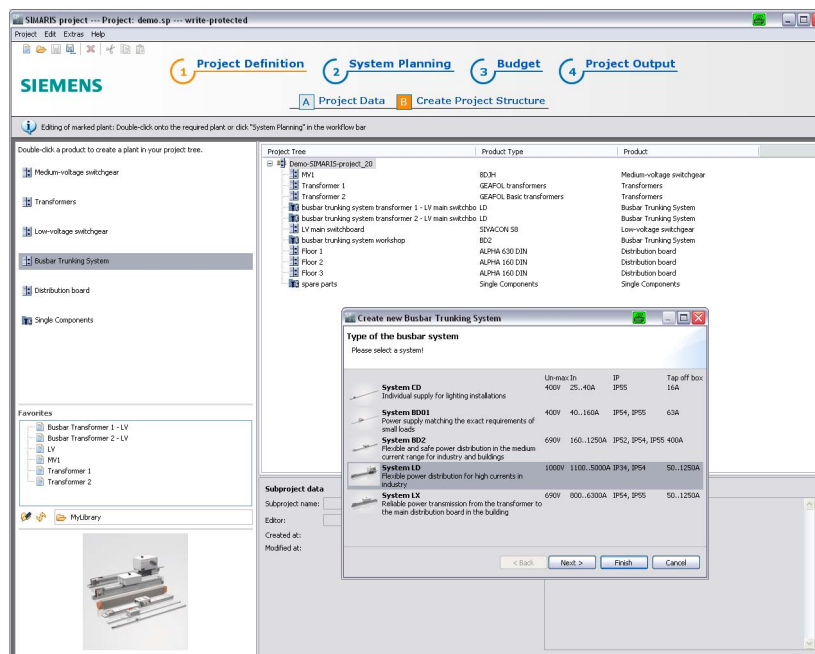 SIMARIS project --- Project: demo.sp --- write-protected
Project Edit Extras Help
SIEMENS
1 Project Definition 2 System Planning 3 Budget 4 Project Output
A Project Data B Create Project Structure
Editing of marked plant: Double-click onto the required plant or click "System Planning" in the workflow bar
Double-click a product to create a plant in your project tree.
Medium-voltage switchgear
Transformers
Low-voltage switchgear
Busbar Trunking System
Distribution board
Single Components
Project Tree Product Type Product
Demo-SIMARIS-project_20
MV1 8DJH Medium-voltage switchgear
Transformer 1 GEAFOL transformers Transformers
Transformer 2 GEAFOL Basic transformers Transformers
busbar trunking system transformer 1 - LV main switchbo LD Busbar Trunking System
busbar trunking system transformer 2 - LV main switchbo LD Busbar Trunking System
LV main switchboard SIVACON S8 Low-voltage switchgear
busbar trunking system workshop BD2 Busbar Trunking System
Floor 1 ALPHA 630 DIN Distribution board
Floor 2 ALPHA 160 DIN Distribution board
Floor 3 ALPHA 160 DIN Distribution board
spare parts Single Components Single Components
Create new Busbar Trunking System
Type of the busbar system
Please select a system!
Un-max In IP Tap off box
System CD 400V 25..40A IP55 16A
Individual supply for lighting installations
System BD01 400V 40..160A IP54, IP55 63A
Power supply matching the exact requirements of
small loads
System BD2 690V 160..1250A IP52, IP54, IP55 400A
Flexible and safe power distribution in the medium
current range for industry and buildings
System LD 1000V 1100..5000A IP34, IP54 50..1250A
Flexible power distribution for high currents in
industry
System LX 690V 800..6300A IP54, IP55 50..1250A
Reliable power transmission from the transformer to
the main distribution board in the building
< Back Next > Finish Cancel
Favorites
Busbar Transformer 1 - LV
Busbar Transformer 2 - LV
LV
MV1
Transformer 1
Transformer 2
MyLibrary
Subproject data
Subproject name:
Editor:
Created at:
Modified at: